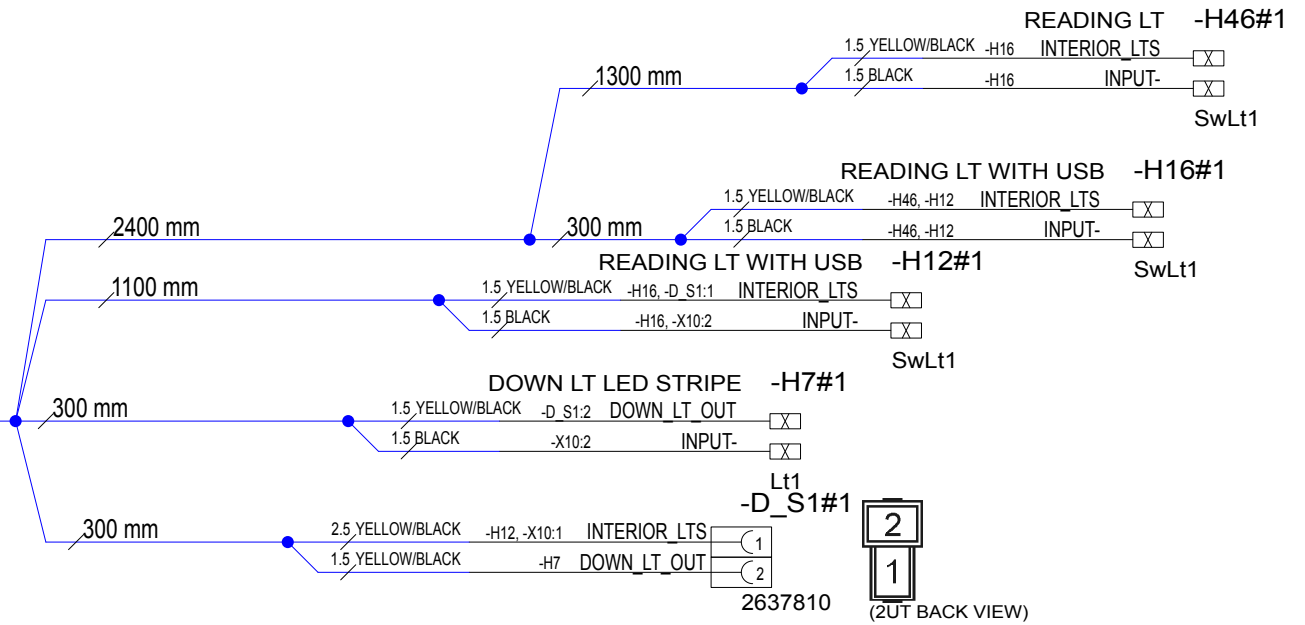 READING LT -H46#1
1.5 YELLOW/BLACK -H16 INTERIOR_LTS X
1300 mm
1.5 BLACK -H16 INPUT- X
SwLt1
READING LT WITH USB -H16#1
1.5 YELLOW/BLACK -H46, -H12 INTERIOR_LTS X
2400 mm 300 mm 1.5 BLACK -H46, -H12 INPUT- X
SwLt1
READING LT WITH USB -H12#1
1100 mm 1.5 YELLOW/BLACK -H16, -D_S1:1 INTERIOR_LTS X
1.5 BLACK -H16, -X10:2 INPUT- X
SwLt1
DOWN LT LED STRIPE -H7#1
300 mm 1.5 YELLOW/BLACK -D_S1:2 DOWN_LT_OUT X
1.5 BLACK -X10:2 INPUT- X
Lt1
-D_S1#1
300 mm 2.5 YELLOW/BLACK -H12, -X10:1 INTERIOR_LTS 1
1.5 YELLOW/BLACK -H7 DOWN_LT_OUT 2
2637810
2
1
(2UT BACK VIEW)